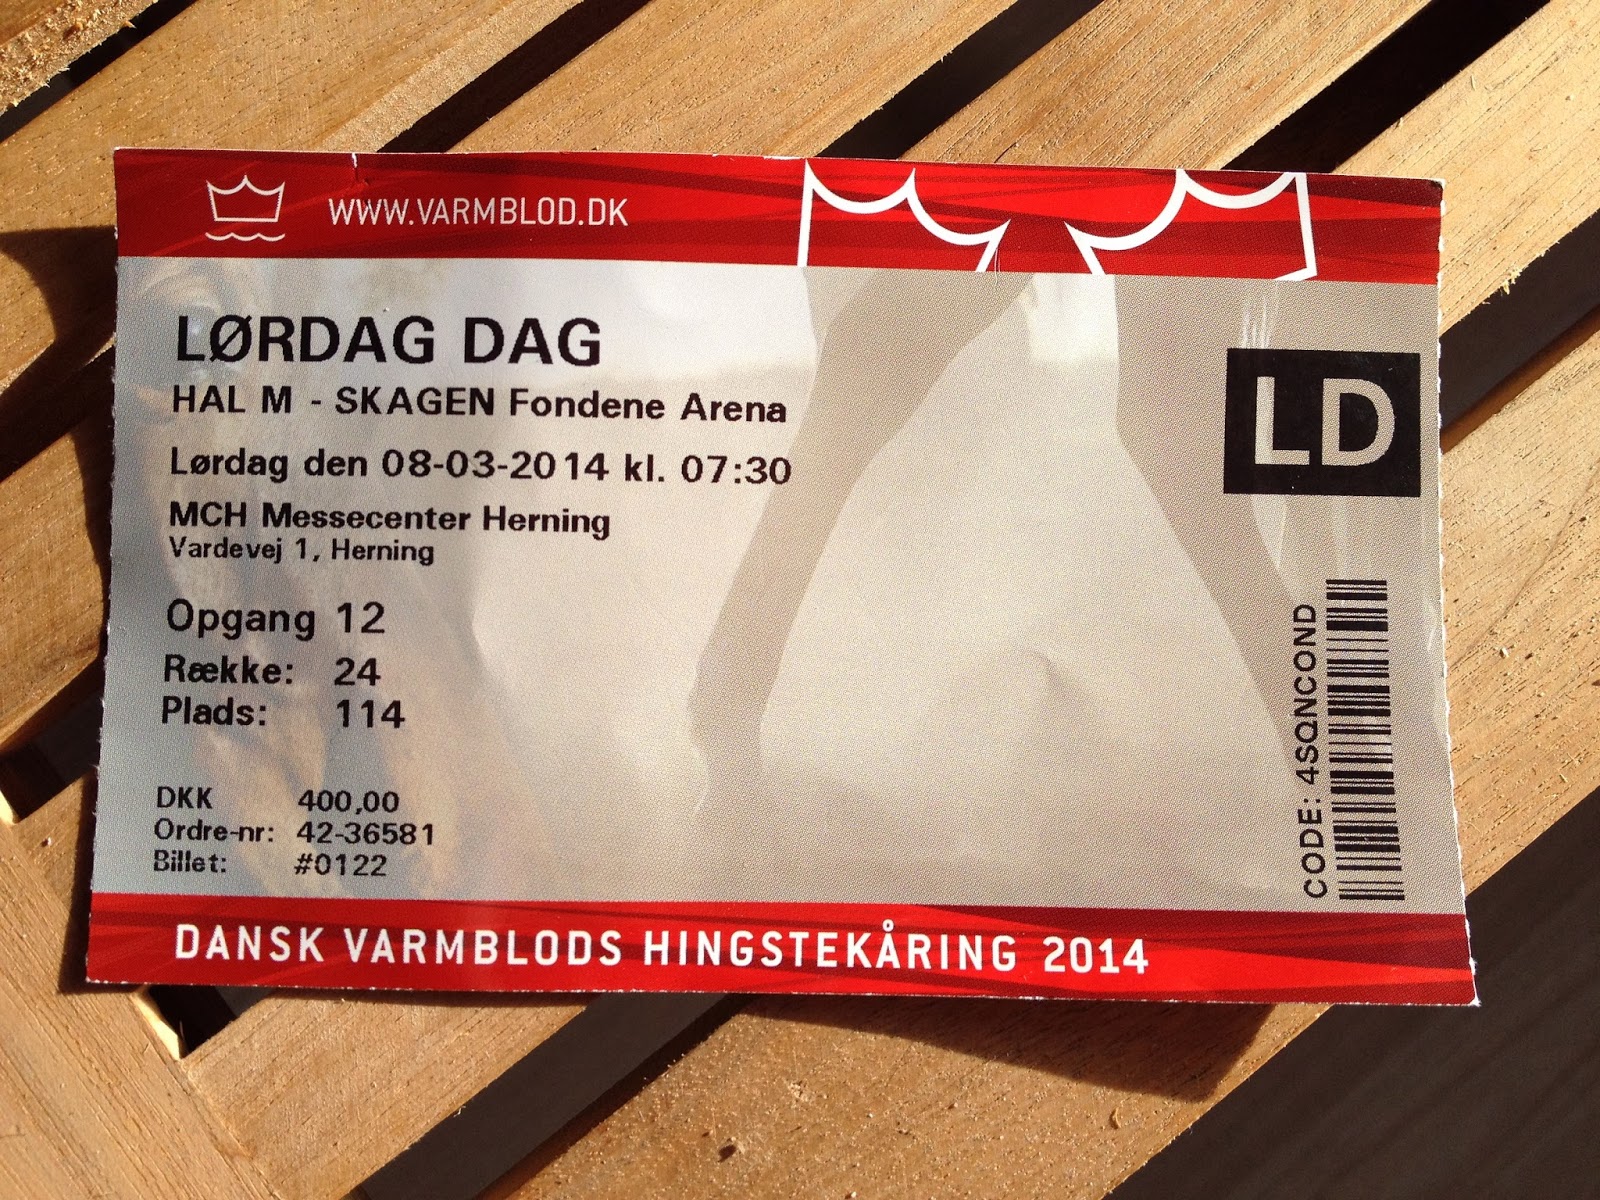 WWW.VARMBLOD.DK
LØRDAG DAG
HAL M - SKAGEN Fondene Arena
Lørdag den 08-03-2014 kl. 07:30
MCH Messecenter Herning
Vardevej 1, Herning
Opgang 12
Række: 24
Plads: 114
DKK 400,00
Ordre-nr: 42-36581
Billet: #0122
LD
CODE: 4SQNCOND
DANSK VARMBLODS HINGSTEKÅRING 2014